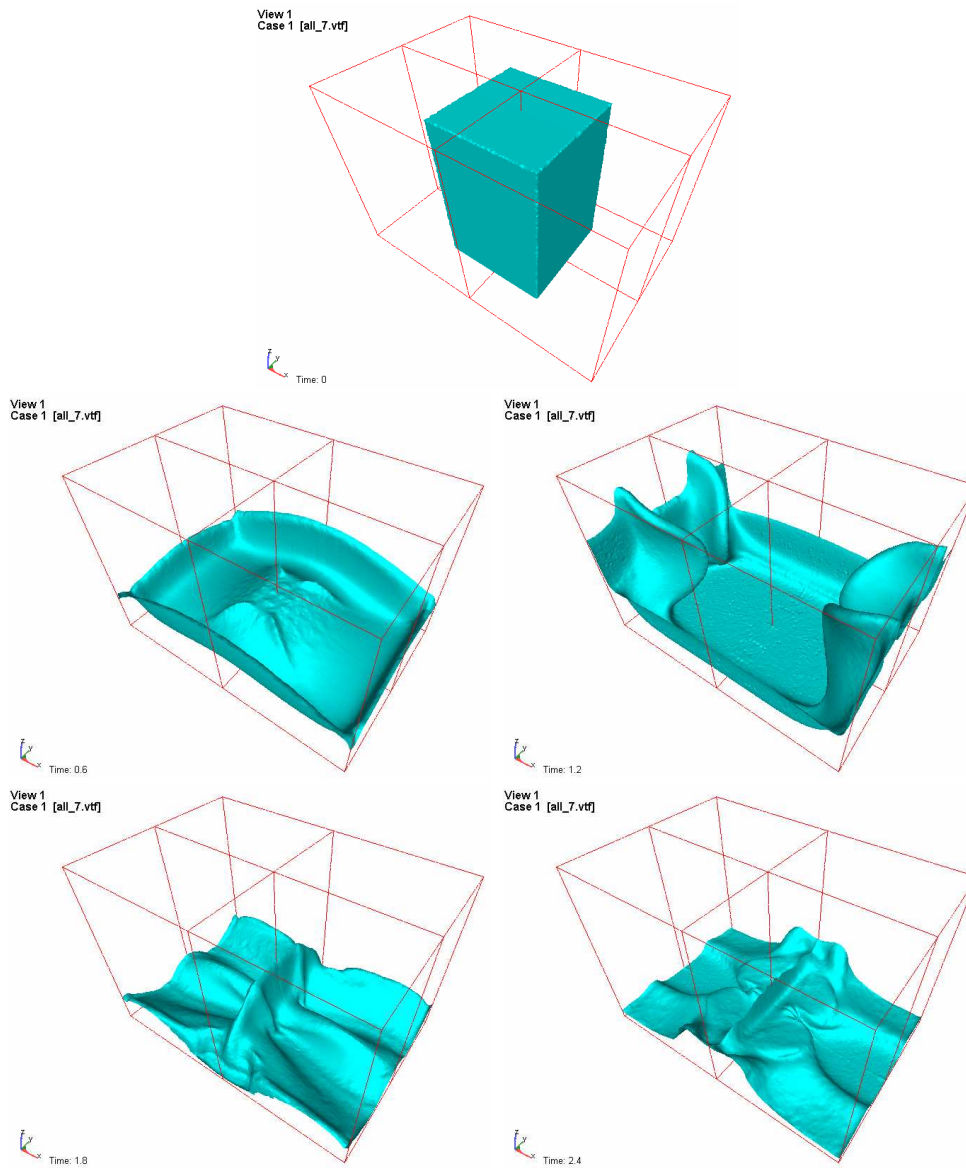 View 1
Case 1 [all_7.vtf]
z
y
x
Time: 0
View 1
Case 1 [all_7.vtf]
z
y
x
Time: 0.6
View 1
Case 1 [all_7.vtf]
z
y
x
Time: 1.2
View 1
Case 1 [all_7.vtf]
z
y
x
Time: 1.8
View 1
Case 1 [all_7.vtf]
z
y
x
Time: 2.4